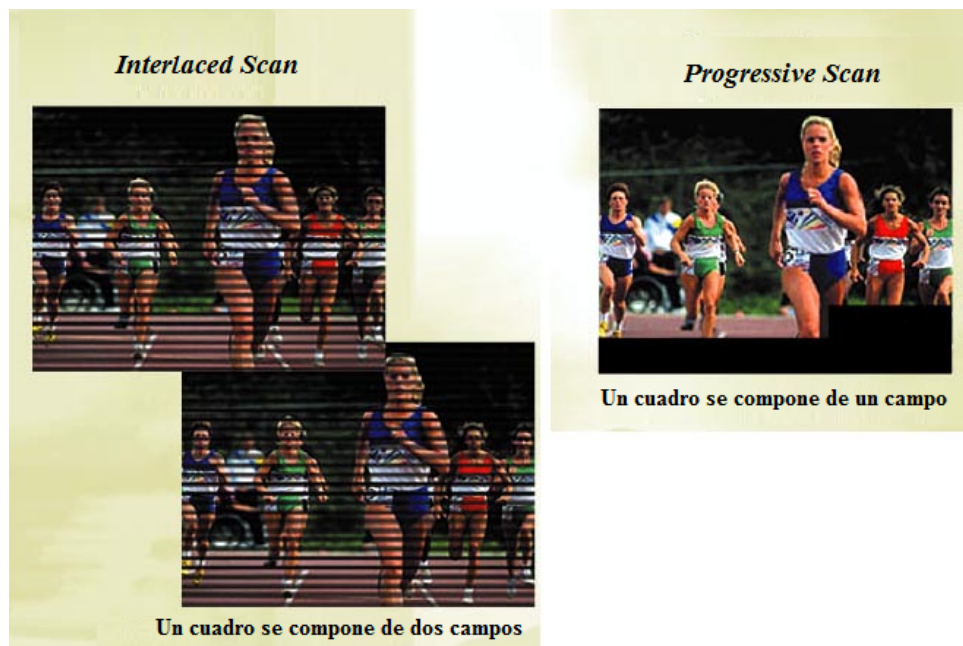 Interlaced Scan
Un cuadro se compone de dos campos
Progressive Scan
Un cuadro se compone de un campo